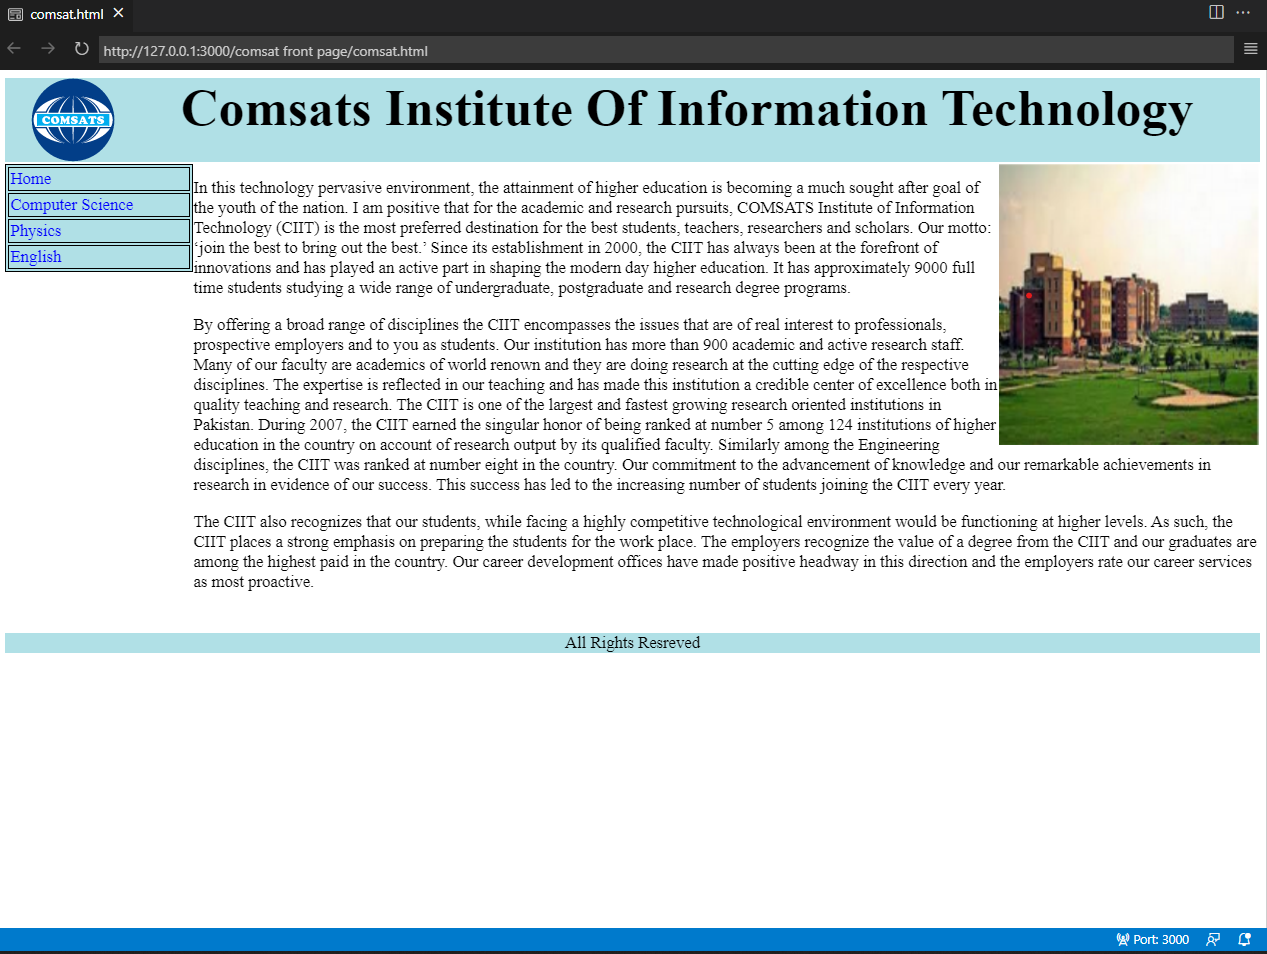 comsat.html
http://127.0.0.1:3000/comsat front page/comsat.html
COMSATS
Comsats Institute Of Information Technology
Home
Computer Science
Physics
English
In this technology pervasive environment, the attainment of higher education is becoming a much sought after goal of
the youth of the nation. I am positive that for the academic and research pursuits, COMSATS Institute of Information
Technology (CIIT) is the most preferred destination for the best students, teachers, researchers and scholars. Our motto:
‘join the best to bring out the best.’ Since its establishment in 2000, the CIIT has always been at the forefront of
innovations and has played an active part in shaping the modern day higher education. It has approximately 9000 full
time students studying a wide range of undergraduate, postgraduate and research degree programs.
By offering a broad range of disciplines the CIIT encompasses the issues that are of real interest to professionals,
prospective employers and to you as students. Our institution has more than 900 academic and active research staff.
Many of our faculty are academics of world renown and they are doing research at the cutting edge of the respective
disciplines. The expertise is reflected in our teaching and has made this institution a credible center of excellence both in
quality teaching and research. The CIIT is one of the largest and fastest growing research oriented institutions in
Pakistan. During 2007, the CIIT earned the singular honor of being ranked at number 5 among 124 institutions of higher
education in the country on account of research output by its qualified faculty. Similarly among the Engineering
disciplines, the CIIT was ranked at number eight in the country. Our commitment to the advancement of knowledge and our remarkable achievements in
research in evidence of our success. This success has led to the increasing number of students joining the CIIT every year.
The CIIT also recognizes that our students, while facing a highly competitive technological environment would be functioning at higher levels. As such, the
CIIT places a strong emphasis on preparing the students for the work place. The employers recognize the value of a degree from the CIIT and our graduates are
among the highest paid in the country. Our career development offices have made positive headway in this direction and the employers rate our career services
as most proactive.
All Rights Resreved
Port: 3000